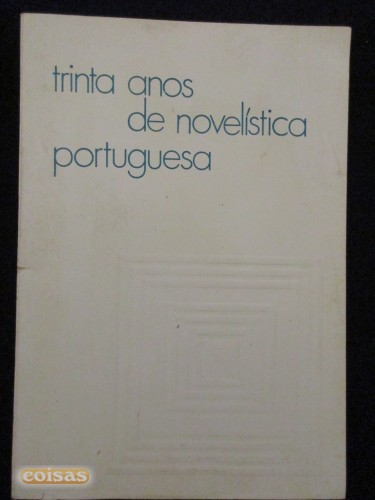 trinta anos
de novelística
portuguesa
coisas